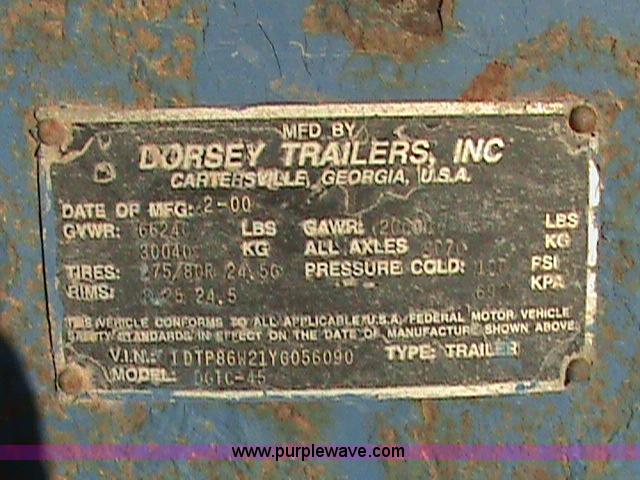 MFD BY
DORSEY TRAILERS, INC
CARTERSVILLE, GEORGIA, U.S.A.
DATE OF MFG: 2-00
GVWR: LBS GAWR: LBS
KG ALL AXLES KG
TIRES: 275/80R 24.5G PRESSURE COLD: PSI
RIMS: 8.25 24.5 KPA
THIS VEHICLE CONFORMS TO ALL APPLICABLE U.S.A. FEDERAL MOTOR VEHICLE
SAFETY STANDARDS IN EFFECT ON THE DATE OF MANUFACTURE SHOWN ABOVE.
V.I.N.: 1DTP86W21YG056090 TYPE: TRAILER
MODEL:
www.purplewave.com